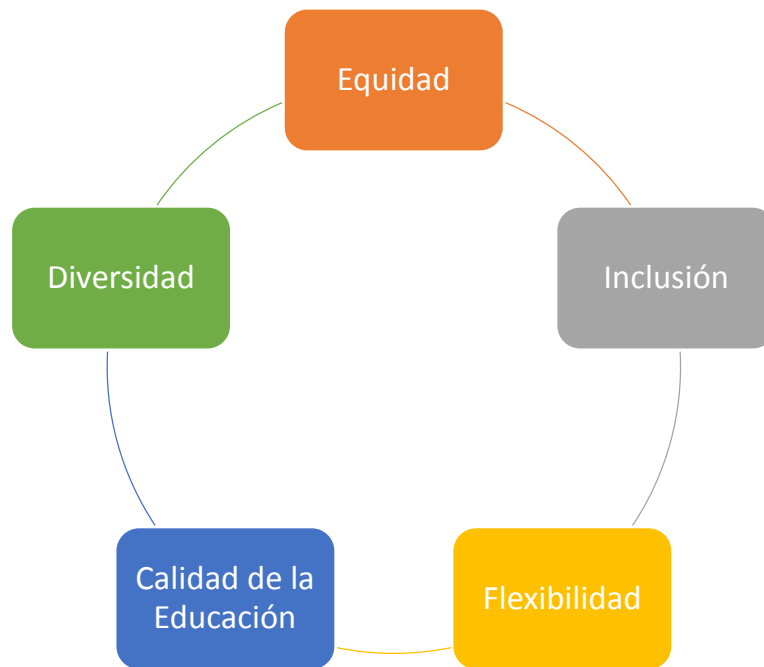 Equidad
Diversidad
Inclusión
Calidad de la
Educación
Flexibilidad